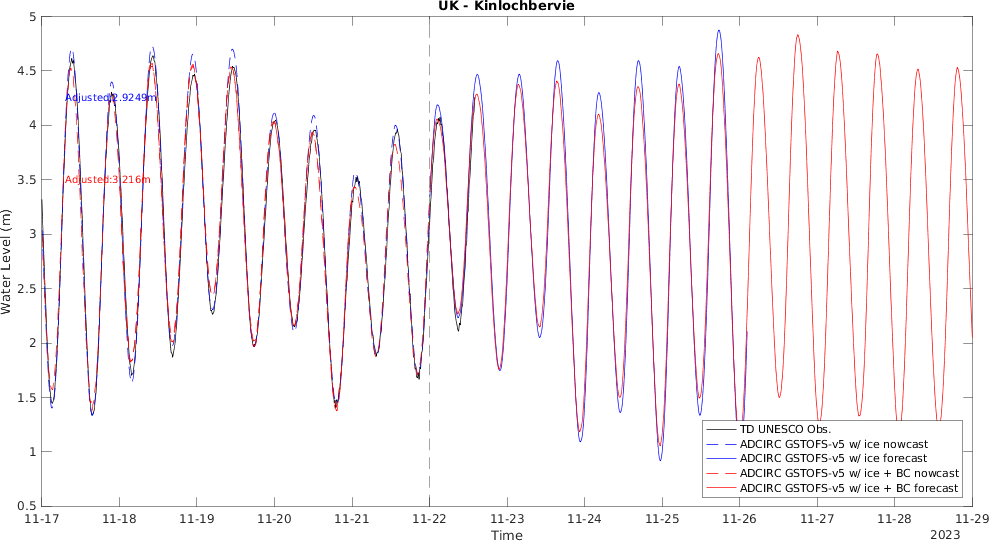 UK - Kinlochbervie
5
4.5
4
3.5
3
2.5
2
1.5
1
0.5
Water Level (m)
Adjusted:2.9249m
Adjusted:3.216m
TD UNESCO Obs.
ADCIRC GSTOFS-v5 w/ ice nowcast
ADCIRC GSTOFS-v5 w/ ice forecast
ADCIRC GSTOFS-v5 w/ ice + BC nowcast
ADCIRC GSTOFS-v5 w/ ice + BC forecast
11-17 11-18 11-19 11-20 11-21 11-22 11-23 11-24 11-25 11-26 11-27 11-28 11-29
Time
2023